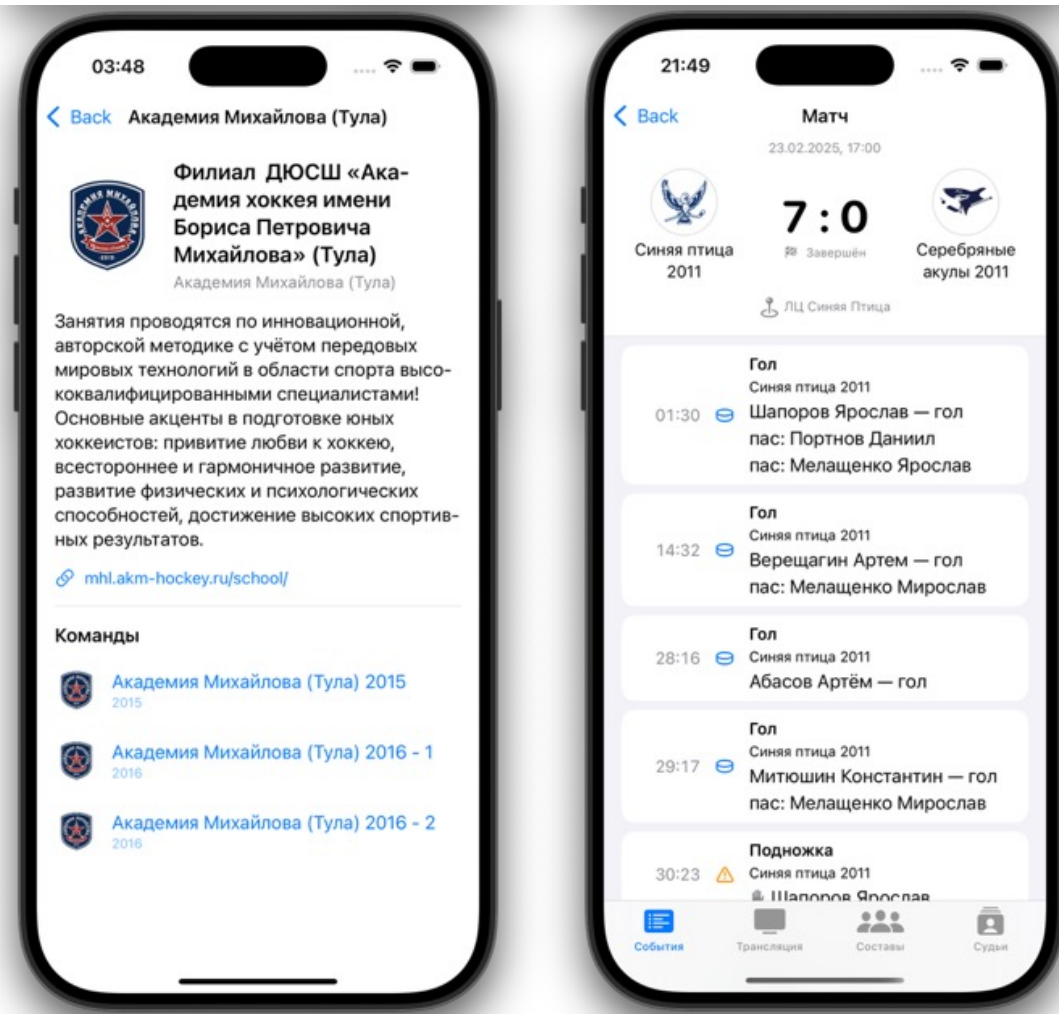 03:48
Back Академия Михайлова (Тула)
Филиал ДЮСШ «Ака-
демия хоккея имени
Бориса Петровича
Михайлова» (Тула)
Академия Михайлова (Тула)
Занятия проводятся по инновационной,
авторской методике с учётом передовых
мировых технологий в области спорта высо-
коквалифицированными специалистами!
Основные акценты в подготовке юных
хоккеистов: привитие любви к хоккею,
всестороннее и гармоничное развитие,
развитие физических и психологических
способностей, достижение высоких спортив-
ных результатов.
mhl.akm-hockey.ru/school/
Команды
Академия Михайлова (Тула) 2015
2015
Академия Михайлова (Тула) 2016 - 1
2016
Академия Михайлова (Тула) 2016 - 2
2016
21:49
Back Матч
23.02.2025, 17:00
7 : 0
Завершён
Синяя птица
2011
Серебряные
акулы 2011
ЛЦ Синяя Птица
Гол
Синяя птица 2011
01:30 Шапоров Ярослав — гол
пас: Портнов Даниил
пас: Мелащенко Ярослав
Гол
Синяя птица 2011
14:32 Верещагин Артем — гол
пас: Мелащенко Мирослав
Гол
28:16 Синяя птица 2011
Абасов Артём — гол
Гол
Синяя птица 2011
29:17 Митюшин Константин — гол
пас: Мелащенко Мирослав
Подножка
30:23 Синяя птица 2011
Шапоров Ярослав
События Трансляция Составы Судьи